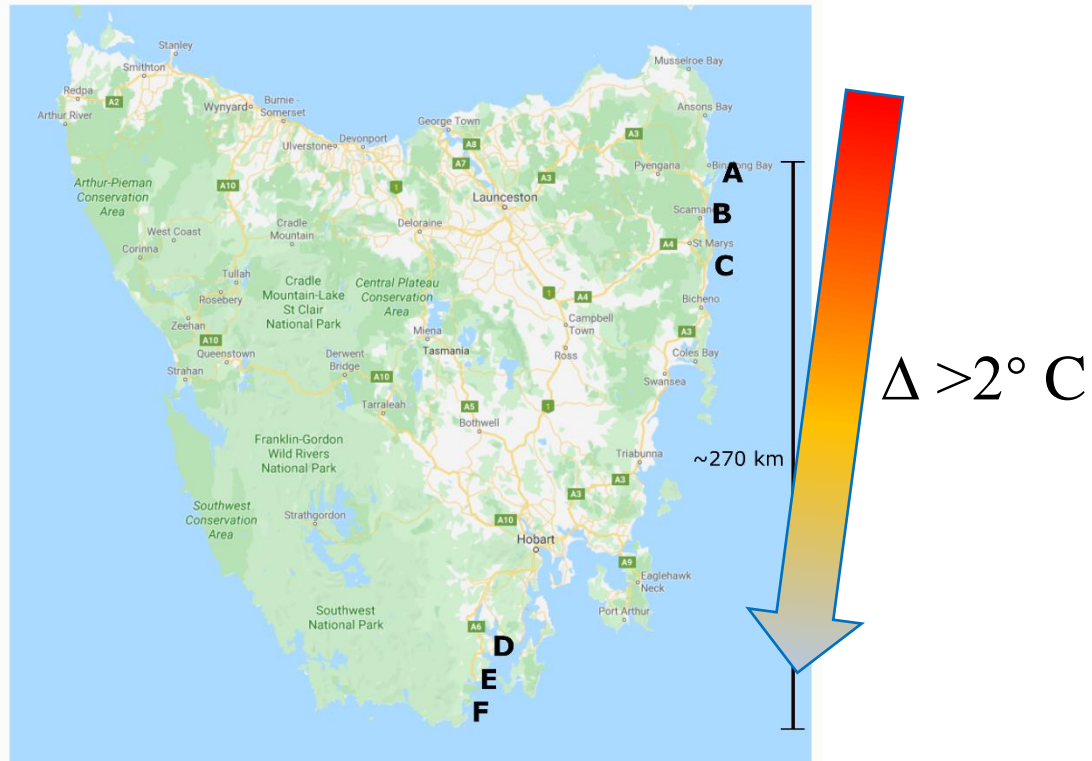 Stanley
Musselroe Bay
Smithton
Redpa
A2
Arthur River
Wynyard
Burnie -
Somerset
Ansons Bay
George Town
Ulverstone
Devonport
A8
A3
A7
Pyengana
A
A3
A10
1
Arthur-Pieman
Conservation
Area
Launceston
Scaman
B
West Coast
Cradle
Mountain
Deloraine
A4
St Marys
Corinna
C
Tullah
Rosebery
Cradle
Mountain-Lake
St Clair
National Park
Central Plateau
Conservation
Area
1
A4
Bicheno
Zeehan
Campbell
Town
A10
Miena
A3
Queenstown
Derwent
Bridge
Tasmania
Ross
Coles Bay
Strahan
A10
Swansea
Δ >2° C
Tarraleah
A5
1
Bothwell
Franklin-Gordon
Wild Rivers
National Park
Triabunna
~270 km
A3
A3
Southwest
Conservation
Area
Strathgordon
A10
Hobart
A9
Eaglehawk
Neck
Southwest
National Park
Port Arthur
A6
D
E
F